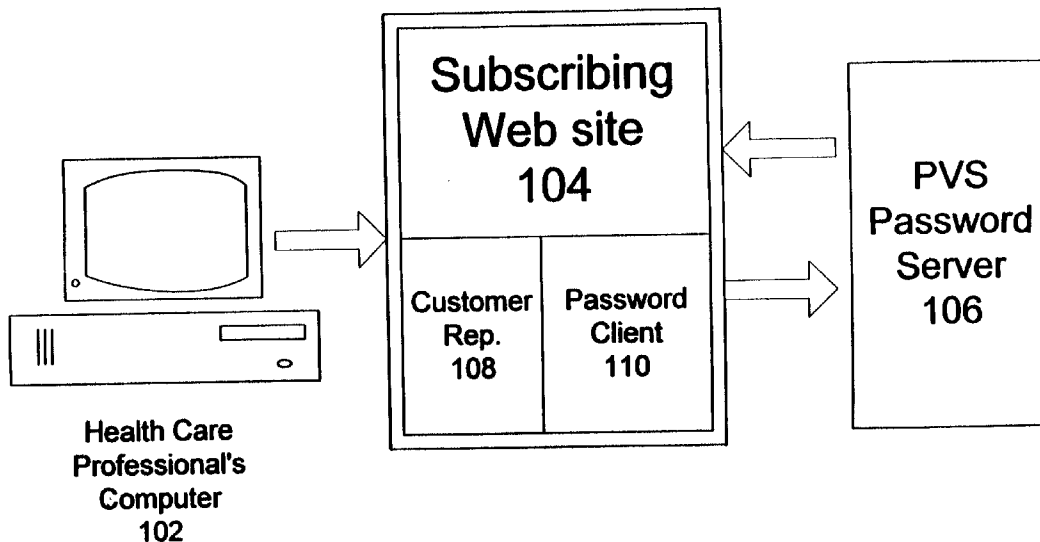 Subscribing
Web site
104
Customer
Rep.
108
Password
Client
110
PVS
Password
Server
106
Health Care
Professional's
Computer
102